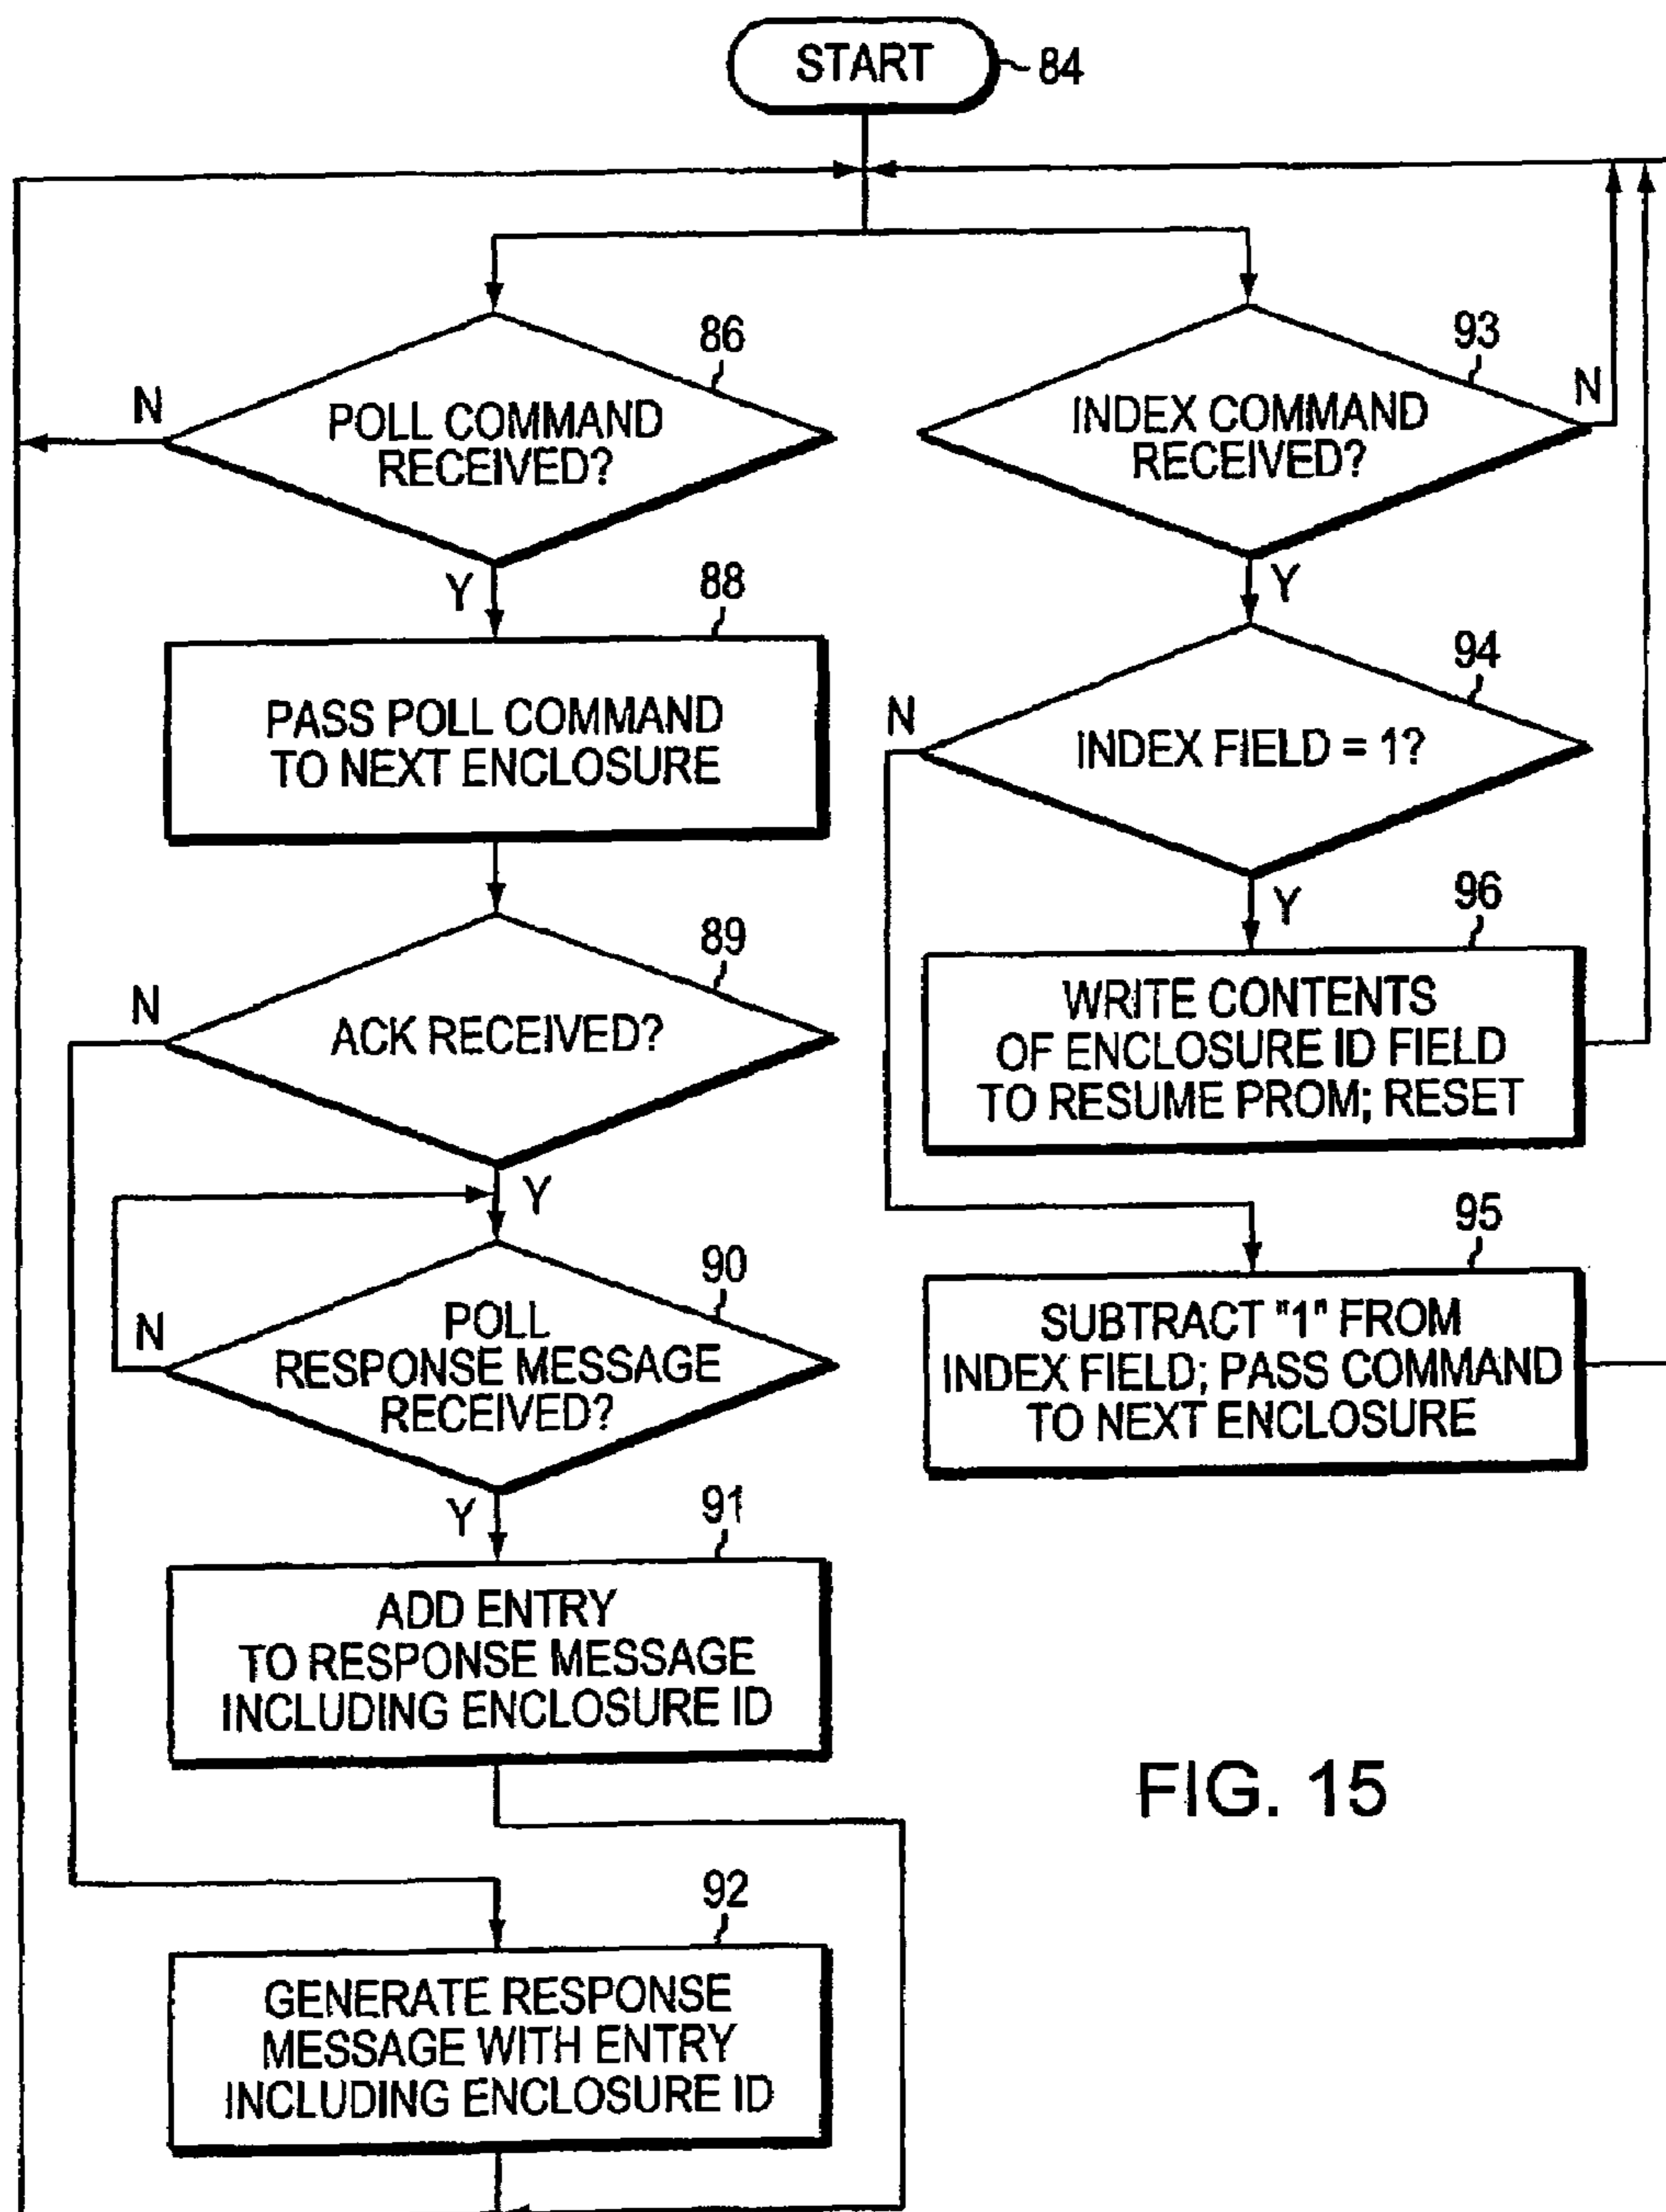 START
84
86
N
POLL COMMAND
RECEIVED?
Y
93
N
INDEX COMMAND
RECEIVED?
Y
88
PASS POLL COMMAND
TO NEXT ENCLOSURE
94
N
INDEX FIELD = 1?
Y
89
N
ACK RECEIVED?
Y
96
WRITE CONTENTS
OF ENCLOSURE ID FIELD
TO RESUME PROM; RESET
90
N
POLL
RESPONSE MESSAGE
RECEIVED?
Y
95
SUBTRACT "1" FROM
INDEX FIELD; PASS COMMAND
TO NEXT ENCLOSURE
91
ADD ENTRY
TO RESPONSE MESSAGE
INCLUDING ENCLOSURE ID
92
GENERATE RESPONSE
MESSAGE WITH ENTRY
INCLUDING ENCLOSURE ID
FIG. 15